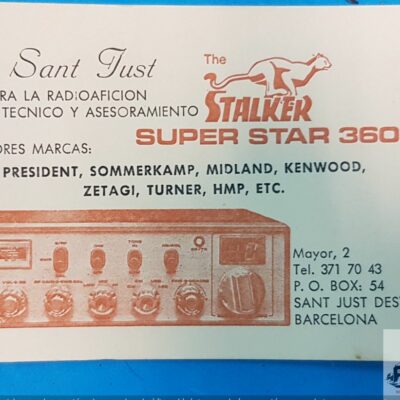 Sant Just
The
STALKER
RA LA RADIOAFICION
TECNICO Y ASESORAMIENTO
SUPER STAR 360
ORES MARCAS:
PRESIDENT, SOMMERKAMP, MIDLAND, KENWOOD,
ZETAGI, TURNER, HMP, ETC.
Mayor, 2
Tel. 371 70 43
P. O. BOX: 54
SANT JUST DES
BARCELONA